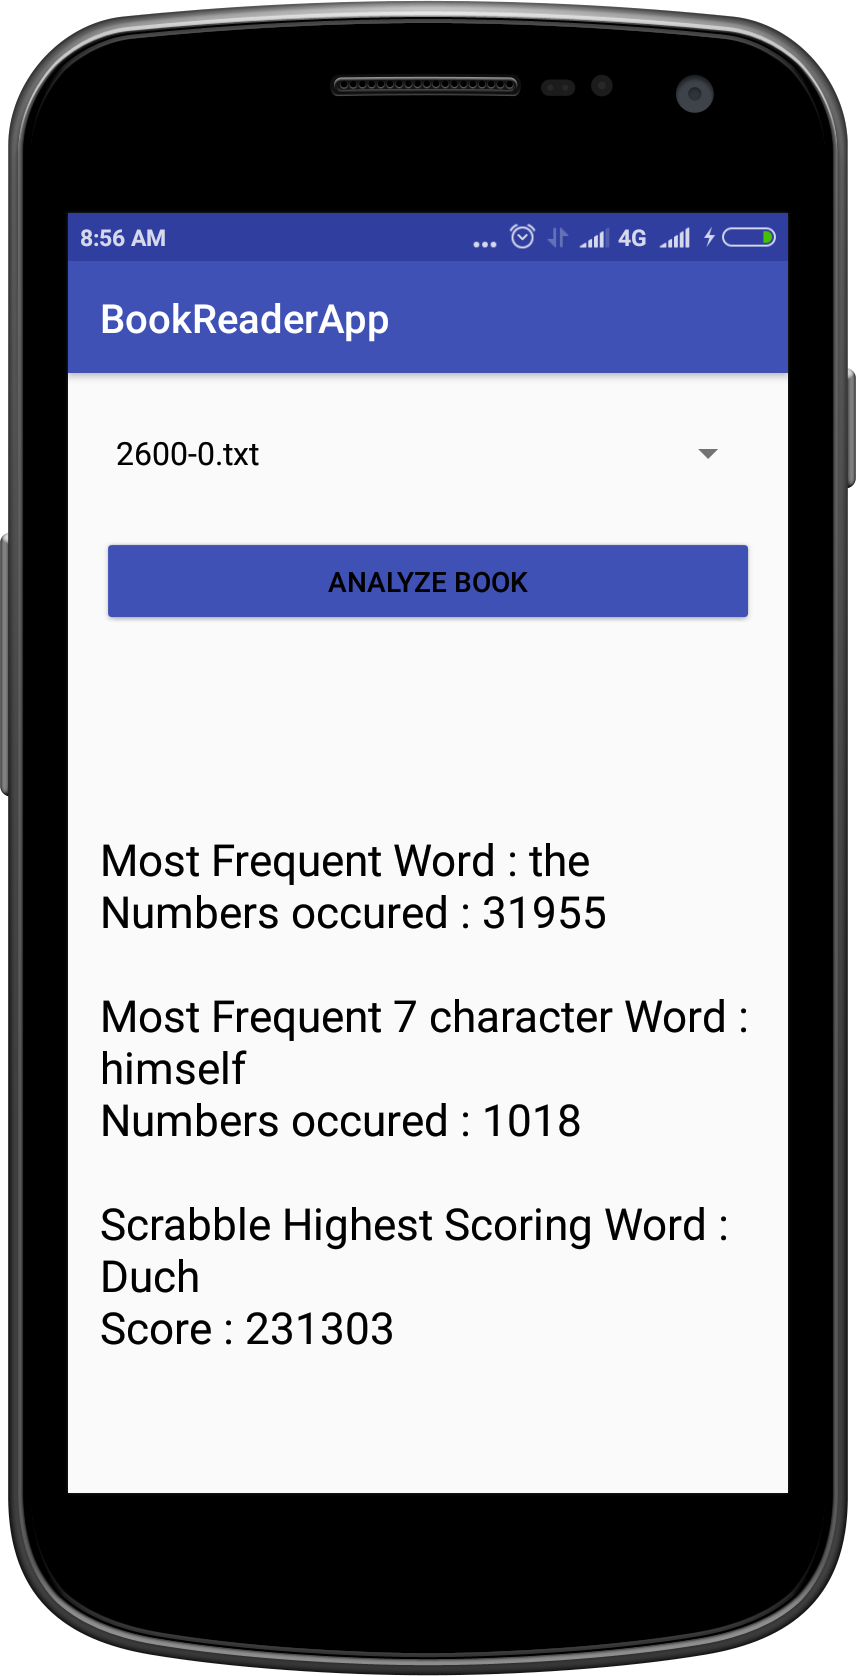 8:56 AM ... 4G
BookReaderApp
2600-0.txt
ANALYZE BOOK
Most Frequent Word : the
Numbers occured : 31955
Most Frequent 7 character Word :
himself
Numbers occured : 1018
Scrabble Highest Scoring Word :
Duch
Score : 231303